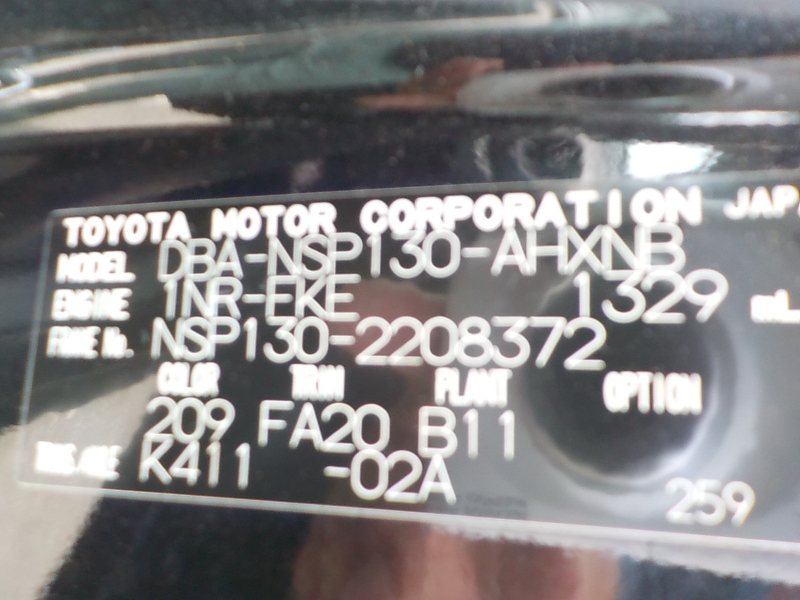 TOYOTA MOTOR CORPORATION JAPA
MODEL DBA-NSP130-AHXNB
ENGINE 1NR-FKE 1329 mL
FRAME No. NSP130-2208372
COLOR TRIM PLANT OPTION
209 FA20 B11
TRANS/AXLE K411 -02A
259